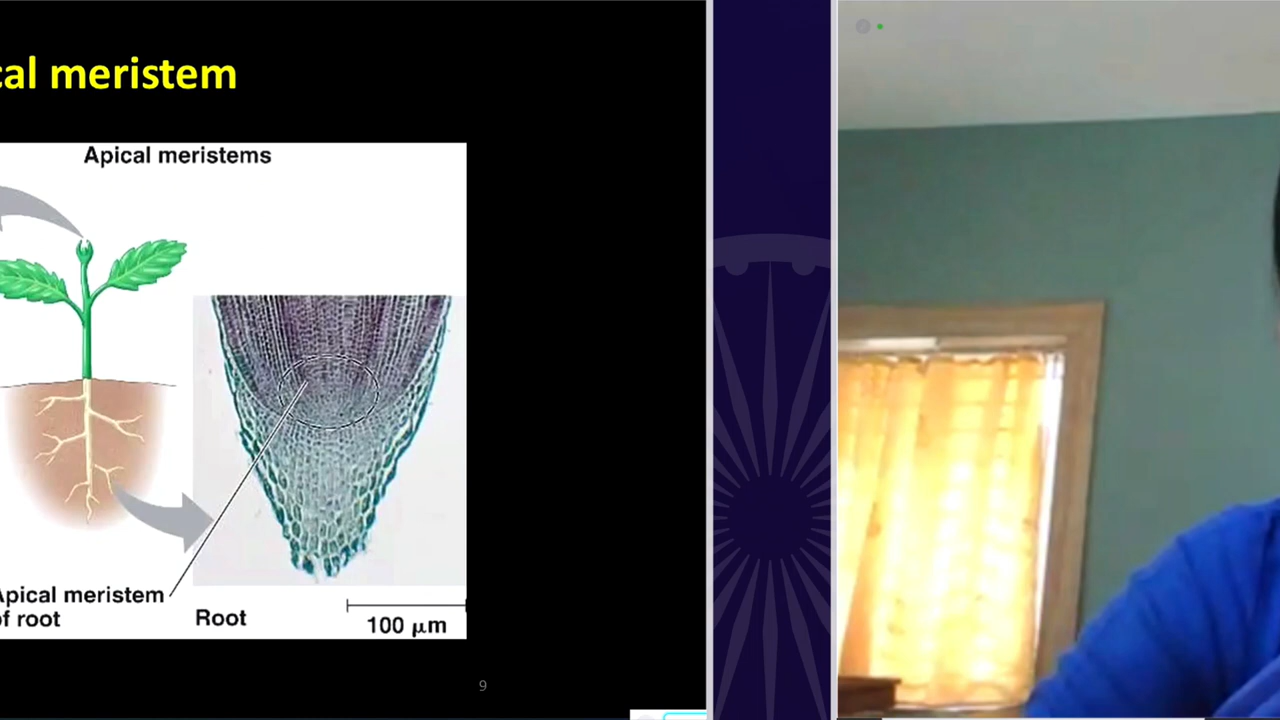 cal meristem
Apical meristems
Apical meristem
of root
Root
100 μm
9